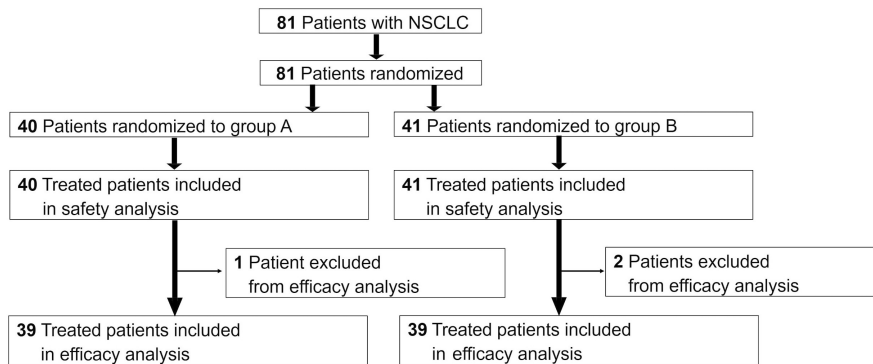 81 Patients with NSCLC
81 Patients randomized
40 Patients randomized to group A
41 Patients randomized to group B
40 Treated patients included
in safety analysis
41 Treated patients included
in safety analysis
1 Patient excluded
from efficacy analysis
2 Patients excluded
from efficacy analysis
39 Treated patients included
in efficacy analysis
39 Treated patients included
in efficacy analysis